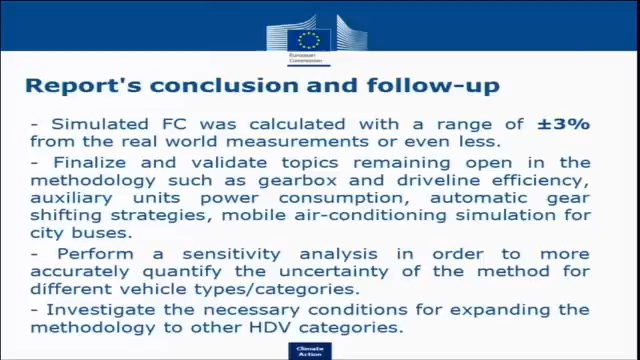 European
Commission
Report's conclusion and follow-up
- Simulated FC was calculated with a range of ±3%
from the real world measurements or even less.
- Finalize and validate topics remaining open in the
methodology such as gearbox and driveline efficiency,
auxiliary units power consumption, automatic gear
shifting strategies, mobile air-conditioning simulation for
city buses.
- Perform a sensitivity analysis in order to more
accurately quantify the uncertainty of the method for
different vehicle types/categories.
- Investigate the necessary conditions for expanding the
methodology to other HDV categories.
Climate
Action